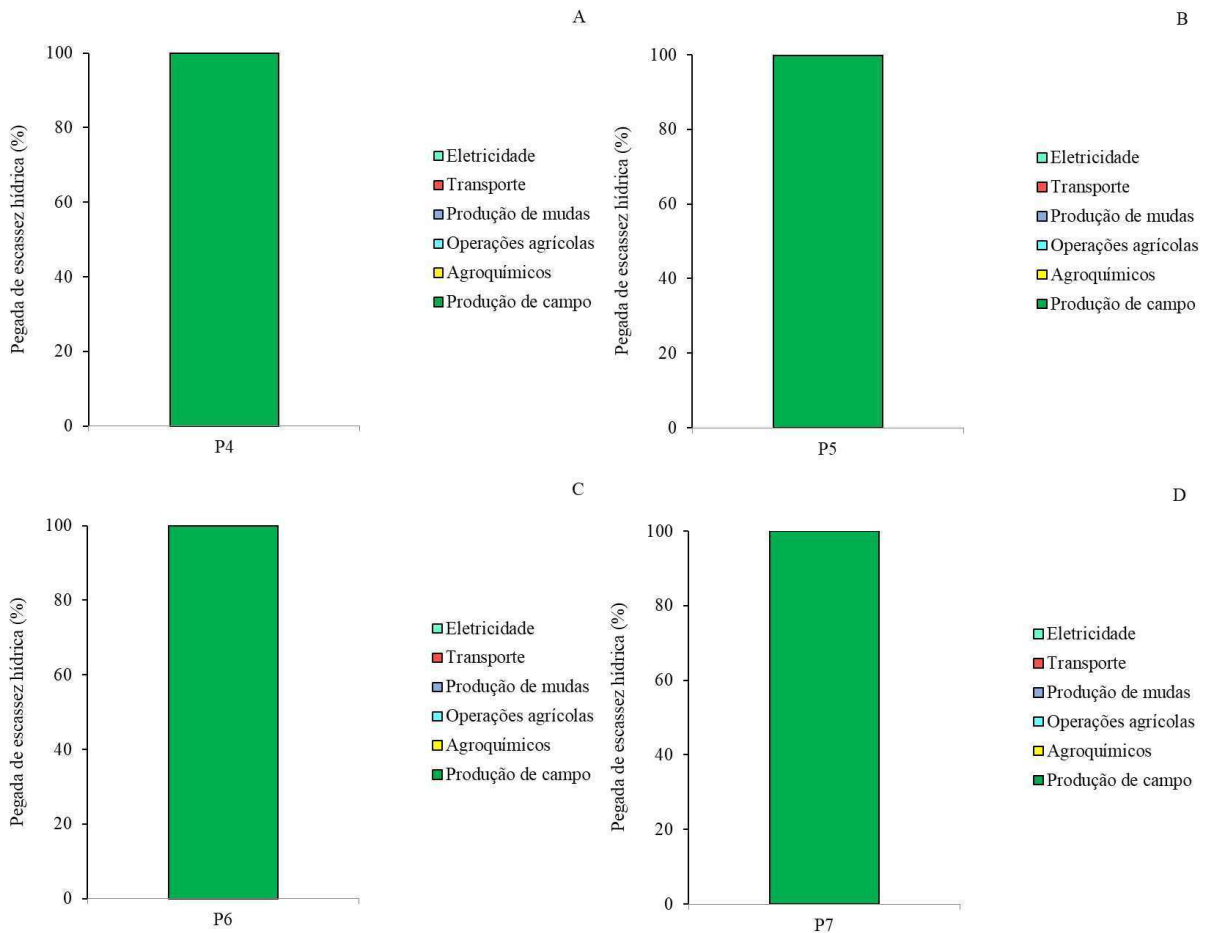 A
Pegada de escassez hídrica (%)
100
80
60
40
20
0
P4
Eletricidade
Transporte
Produção de mudas
Operações agrícolas
Agroquímicos
Produção de campo
B
Pegada de escassez hídrica (%)
100
80
60
40
20
0
P5
Eletricidade
Transporte
Produção de mudas
Operações agrícolas
Agroquímicos
Produção de campo
C
Pegada de escassez hídrica (%)
100
80
60
40
20
0
P6
Eletricidade
Transporte
Produção de mudas
Operações agrícolas
Agroquímicos
Produção de campo
D
Pegada de escassez hídrica (%)
100
80
60
40
20
0
P7
Eletricidade
Transporte
Produção de mudas
Operações agrícolas
Agroquímicos
Produção de campo